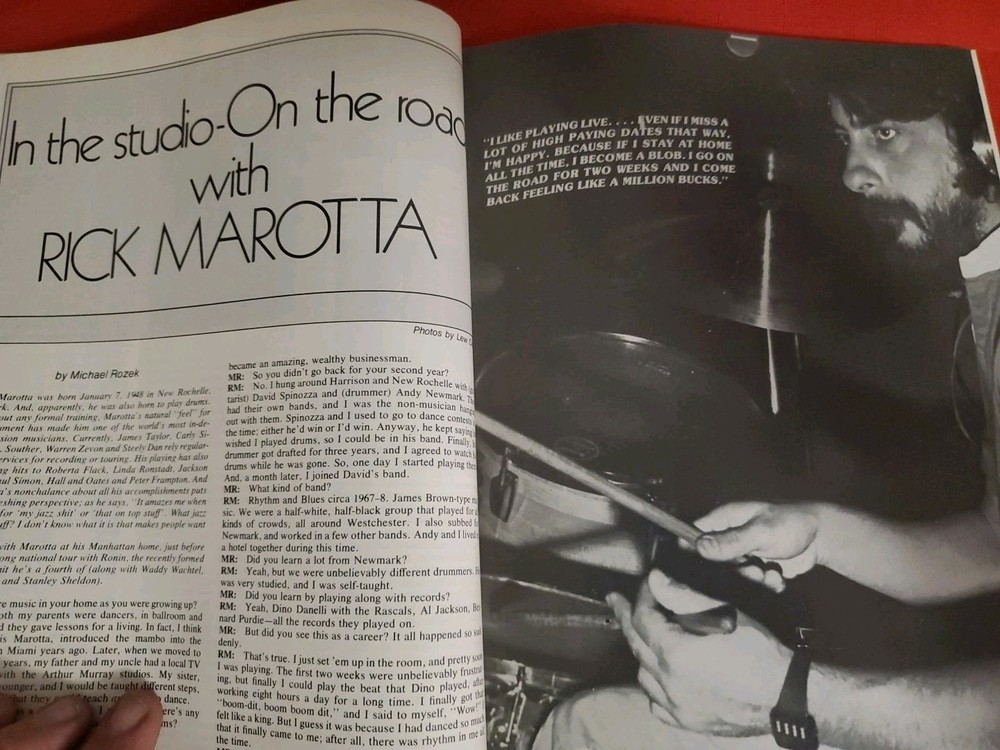 In the studio-On the road
with
RICK MAROTTA
Photos by Lew
by Michael Rozek
Marotta was born January 7, 1948 in New Rochelle,
And, apparently, he was also born to play drums.
any formal training, Marotta's natural "feel" for
has made him one of the world's most in-de-
musicians. Currently, James Taylor, Carly Si-
Souther, Warren Zevon and Steely Dan rely regular-
for recording or touring. His playing has also
hits to Roberta Flack, Linda Ronstadt, Jackson
Simon, Hall and Oates and Peter Frampton. And
nonchalance about all his accomplishments puts
perspective; as he says, "It amazes me when
for 'my jazz shit' or 'that on top stuff'. What jazz
I don't know what it is that makes people want
with Marotta at his Manhattan home, just before
national tour with Ronin, the recently formed
he's a fourth of (along with Waddy Wachtel,
and Stanley Sheldon).
music in your home as you were growing up?
my parents were dancers, in ballroom and
they gave lessons for a living. In fact, I think
Marotta, introduced the mambo into the
Miami years ago. Later, when we moved to
years, my father and my uncle had a local TV
with the Arthur Murray studios. My sister,
and I would be taught different steps,
that they teach dance.
any
became an amazing, wealthy businessman.
MR: So you didn't go back for your second year?
RM: No. I hung around Harrison and New Rochelle with
David Spinozza and (drummer) Andy Newmark.
had their own bands, and I was the non-musician
out with them. Spinozza and I used to go to dance contests
the time; either he'd win or I'd win. Anyway, he kept saying
wished I played drums, so I could be in his band. Finally,
drummer got drafted for three years, and I agreed to watch
drums while he was gone. So, one day I started playing
And, a month later, I joined David's band.
MR: What kind of band?
RM: Rhythm and Blues circa 1967–8. James Brown-type
sic. We were a half-white, half-black group that played for
kinds of crowds, all around Westchester. I also subbed
Newmark, and worked in a few other bands. Andy and I lived
a hotel together during this time.
MR: Did you learn a lot from Newmark?
RM: Yeah, but we were unbelievably different drummers.
was very studied, and I was self-taught.
MR: Did you learn by playing along with records?
RM: Yeah, Dino Danelli with the Rascals, Al Jackson,
nard Purdie—all the records they played on.
MR: But did you see this as a career? It all happened so
denly.
RM: That's true. I just set 'em up in the room, and pretty
I was playing. The first two weeks were unbelievably
ing, but finally I could play the beat that Dino played,
working eight hours a day for a long time. I finally got
"boom-dit, boom boom dit," and I said to myself, "Wow!"
felt like a king. But I guess it was because I had danced so
that it finally came to me; after all, there was rhythm in
the time.
"I LIKE PLAYING LIVE. . . . EVEN IF I MISS A
LOT OF HIGH PAYING DATES THAT WAY,
I'M HAPPY, BECAUSE IF I STAY AT HOME
ALL THE TIME, I BECOME A BLOB. I GO ON
THE ROAD FOR TWO WEEKS AND I COME
BACK FEELING LIKE A MILLION BUCKS."